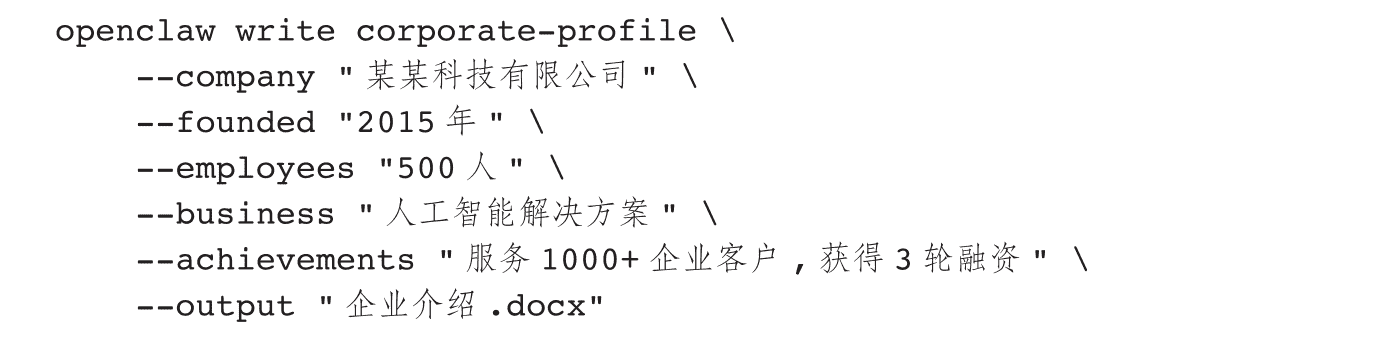 openclaw write corporate-profile \
--company "某某科技有限公司" \
--founded "2015年" \
--employees "500人" \
--business "人工智能解决方案" \
--achievements "服务1000+企业客户,获得3轮融资" \
--output "企业介绍.docx"